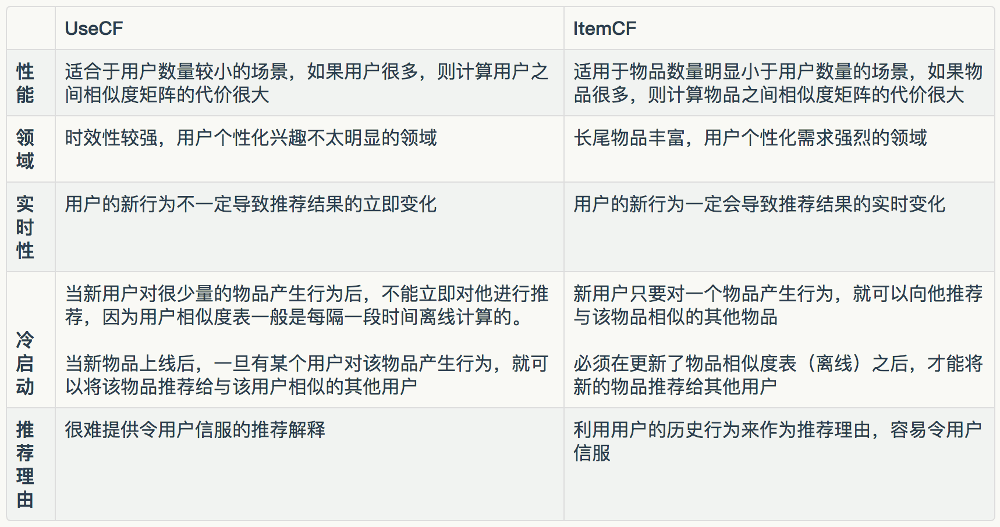 UseCF
ItemCF
性
能
适合于用户数量较小的场景，如果用户很多，则计算用户之
间相似度矩阵的代价很大
适用于物品数量明显小于用户数量的场景，如果物
品很多，则计算物品之间相似度矩阵的代价很大
领
域
时效性较强，用户个性化兴趣不太明显的领域
长尾物品丰富，用户个性化需求强烈的领域
实
时
性
用户的新行为不一定导致推荐结果的立即变化
用户的新行为一定会导致推荐结果的实时变化
冷
启
动
当新用户对很少量的物品产生行为后，不能立即对他进行推
荐，因为用户相似度表一般是每隔一段时间离线计算的。
当新物品上线后，一旦有某个用户对该物品产生行为，就可
以将该物品推荐给与该用户相似的其他用户
新用户只要对一个物品产生行为，就可以向他推荐
与该物品相似的其他物品
必须在更新了物品相似度表（离线）之后，才能将
新的物品推荐给其他用户
推
荐
理
由
很难提供令用户信服的推荐解释
利用用户的历史行为来作为推荐理由，容易令用户
信服